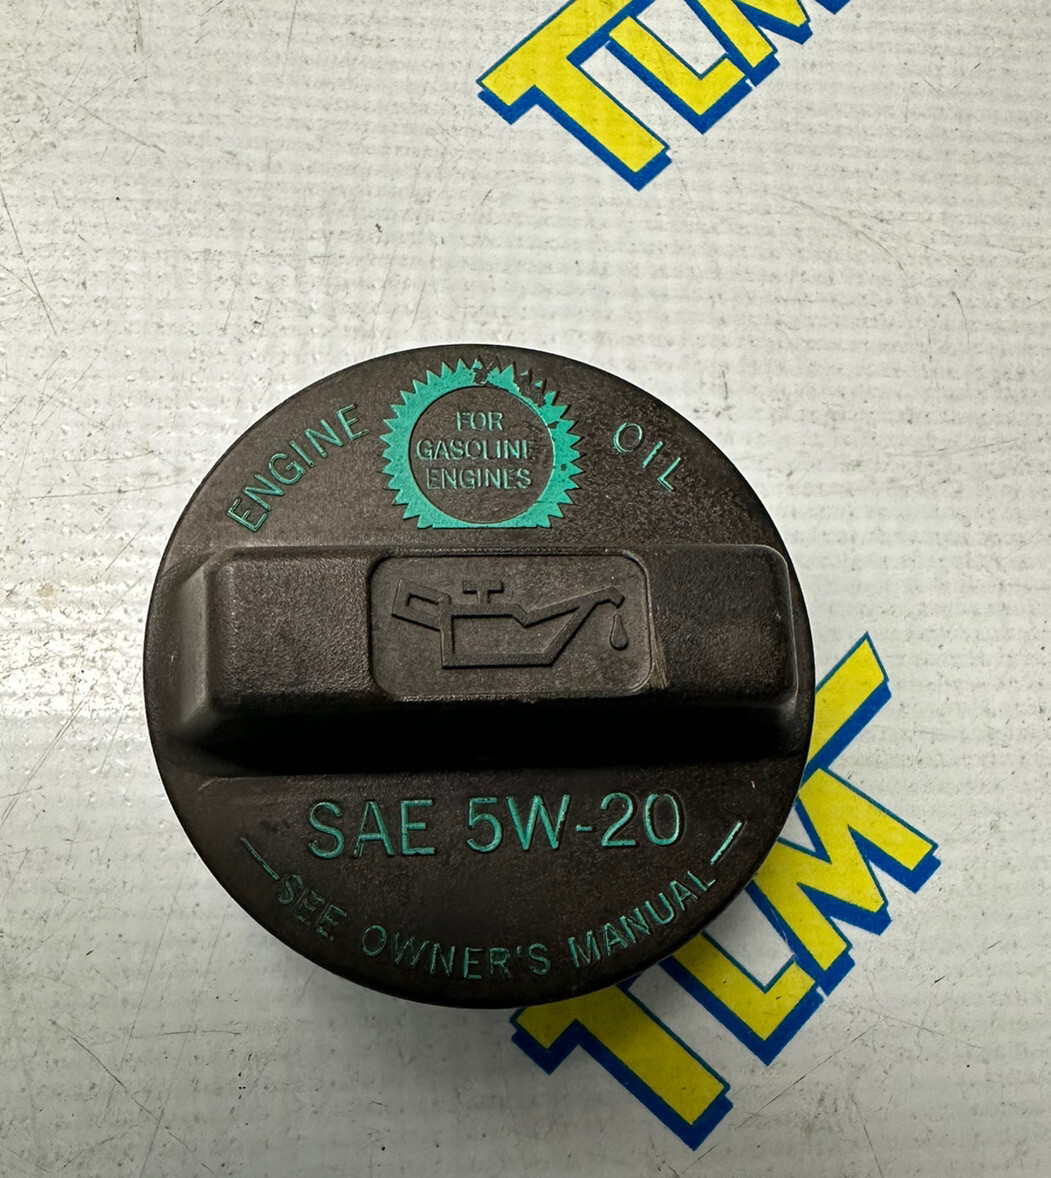 TLM
ENGINE
OIL
FOR
GASOLINE
ENGINES
SAE 5W-20
SEE OWNER'S MANUAL
TLM